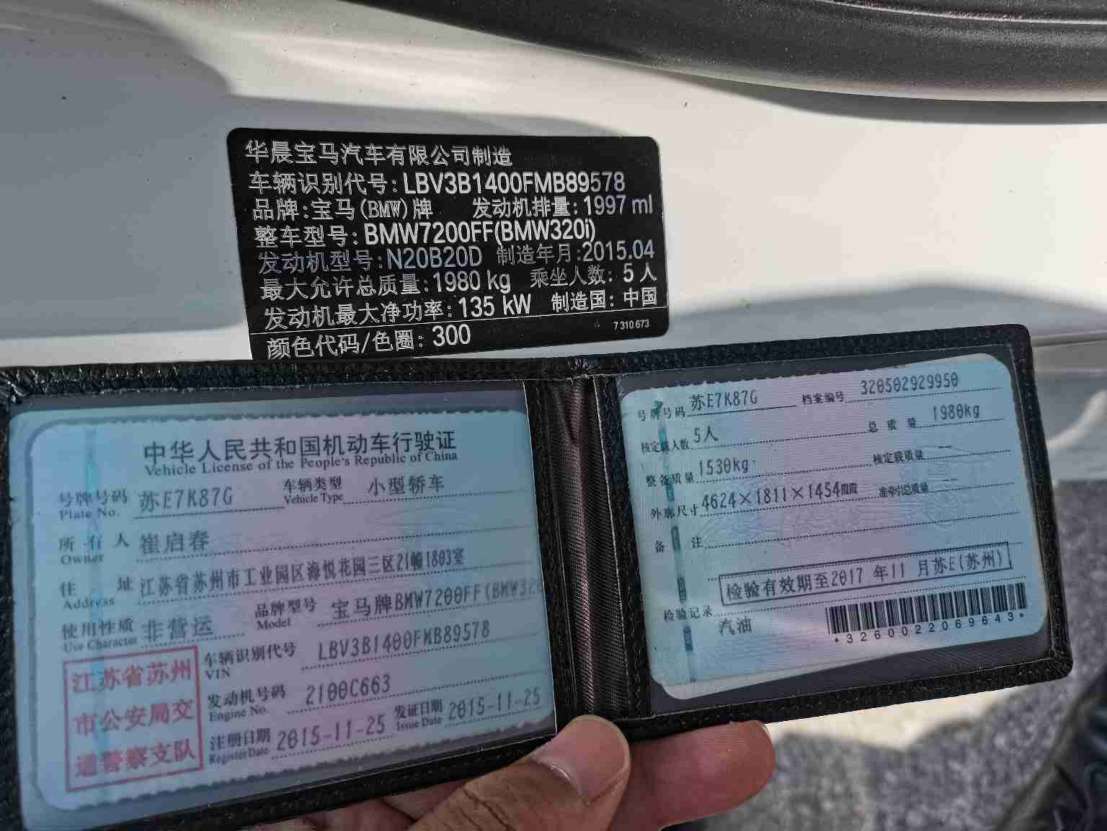 华晨宝马汽车有限公司制造
车辆识别代号:LBV3B1400FMB89578
品牌:宝马(BMW)牌 发动机排量:1997 ml
整车型号:BMW7200FF(BMW320i)
发动机型号:N20B20D 制造年月:2015.04
最大允许总质量:1980 kg 乘坐人数: 5 人
发动机最大净功率: 135 kW 制造国: 中国
颜色代码/色圈: 300
7 310 673
中华人民共和国机动车行驶证
Vehicle License of the People's Republic of China
号牌号码 苏E7K87G 车辆类型 小型轿车
Plate No. Vehicle Type
所有人 崔启春
Owner
住址 江苏省苏州市工业园区海悦花园三区21幢1803室
Address
使用性质 非营运 品牌型号 宝马牌BMW7200FF(BMW320
Use Character Model
车辆识别代号 LBV3B1400FMB89578
VIN
发动机号码 2100C663
Engine No.
注册日期 2015-11-25 发证日期 2015-11-25
Register Date Issue Date
江苏省苏州
市公安局交
通警察支队
号牌号码 苏E7K87G 档案编号 320502929950
核定载人数 5人 总质量 1980kg
整备质量 1530kg 核定载质量
外廓尺寸 4624×1811×1454 准牵引总质量
备注
检验有效期至2017 年11 月苏E(苏州)
检验记录
汽油
*3260022069643*